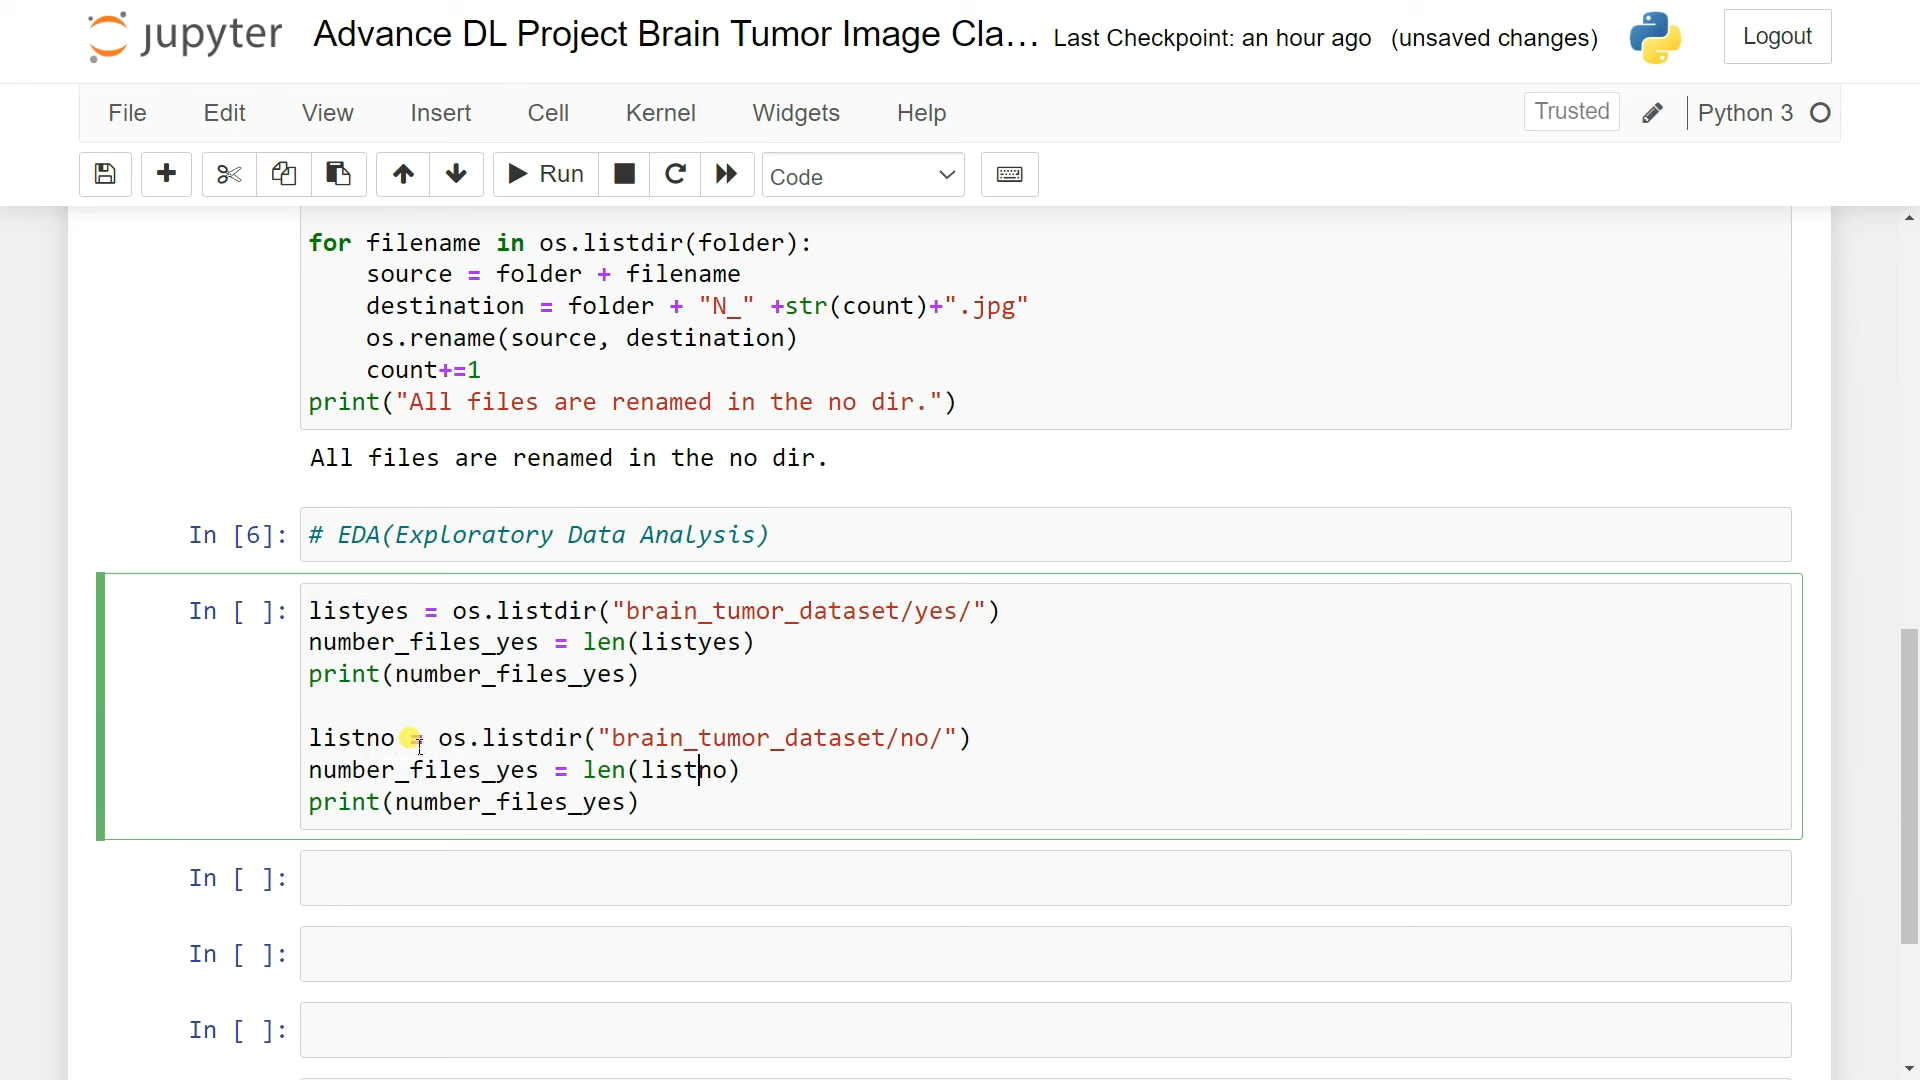 jupyter Advance DL Project Brain Tumor Image Cla... Last Checkpoint: an hour ago (unsaved changes) Logout
File Edit View Insert Cell Kernel Widgets Help Trusted Python 3
Run Code
for filename in os.listdir(folder):
    source = folder + filename
    destination = folder + "N_" +str(count)+".jpg"
    os.rename(source, destination)
    count+=1
print("All files are renamed in the no dir.")
All files are renamed in the no dir.
In [6]: # EDA(Exploratory Data Analysis)
In [ ]: listyes = os.listdir("brain_tumor_dataset/yes/")
number_files_yes = len(listyes)
print(number_files_yes)
listno = os.listdir("brain_tumor_dataset/no/")
number_files_yes = len(listno)
print(number_files_yes)
In [ ]:
In [ ]:
In [ ]: